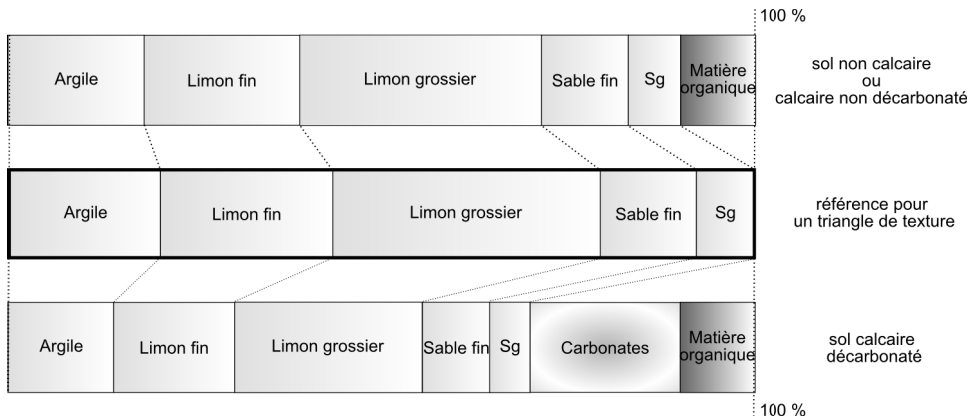 100 %
Argile
Limon fin
Limon grossier
Sable fin
Sg
Matière
organique
sol non calcaire
ou
calcaire non décarbonaté
Argile
Limon fin
Limon grossier
Sable fin
Sg
référence pour
un triangle de texture
Argile
Limon fin
Limon grossier
Sable fin
Sg
Carbonates
Matière
organique
sol calcaire
décarbonaté
100 %